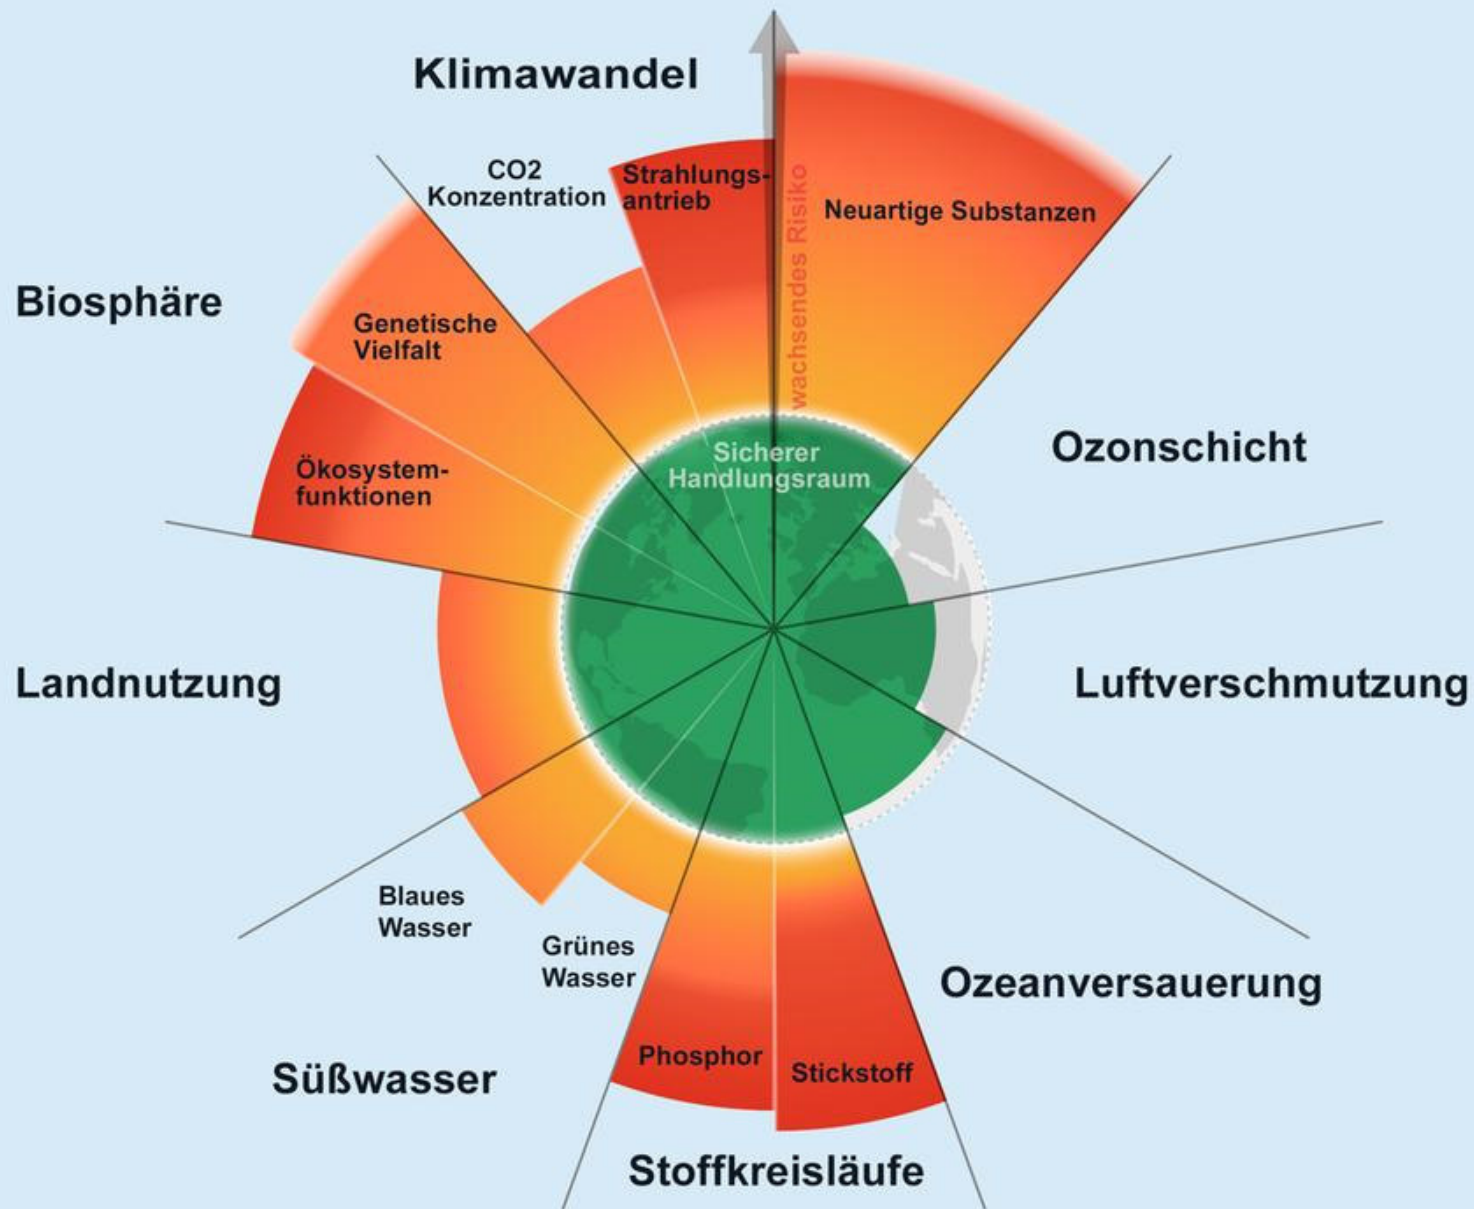 Klimawandel
CO2
Konzentration
Strahlungs-
antrieb
wachsendes Risiko
Neuartige Substanzen
Biosphäre
Genetische
Vielfalt
Ökosystem-
funktionen
Sicherer
Handlungsraum
Ozonschicht
Landnutzung
Luftverschmutzung
Blaues
Wasser
Grünes
Wasser
Ozeanversauerung
Süßwasser
Phosphor
Stickstoff
Stoffkreisläufe